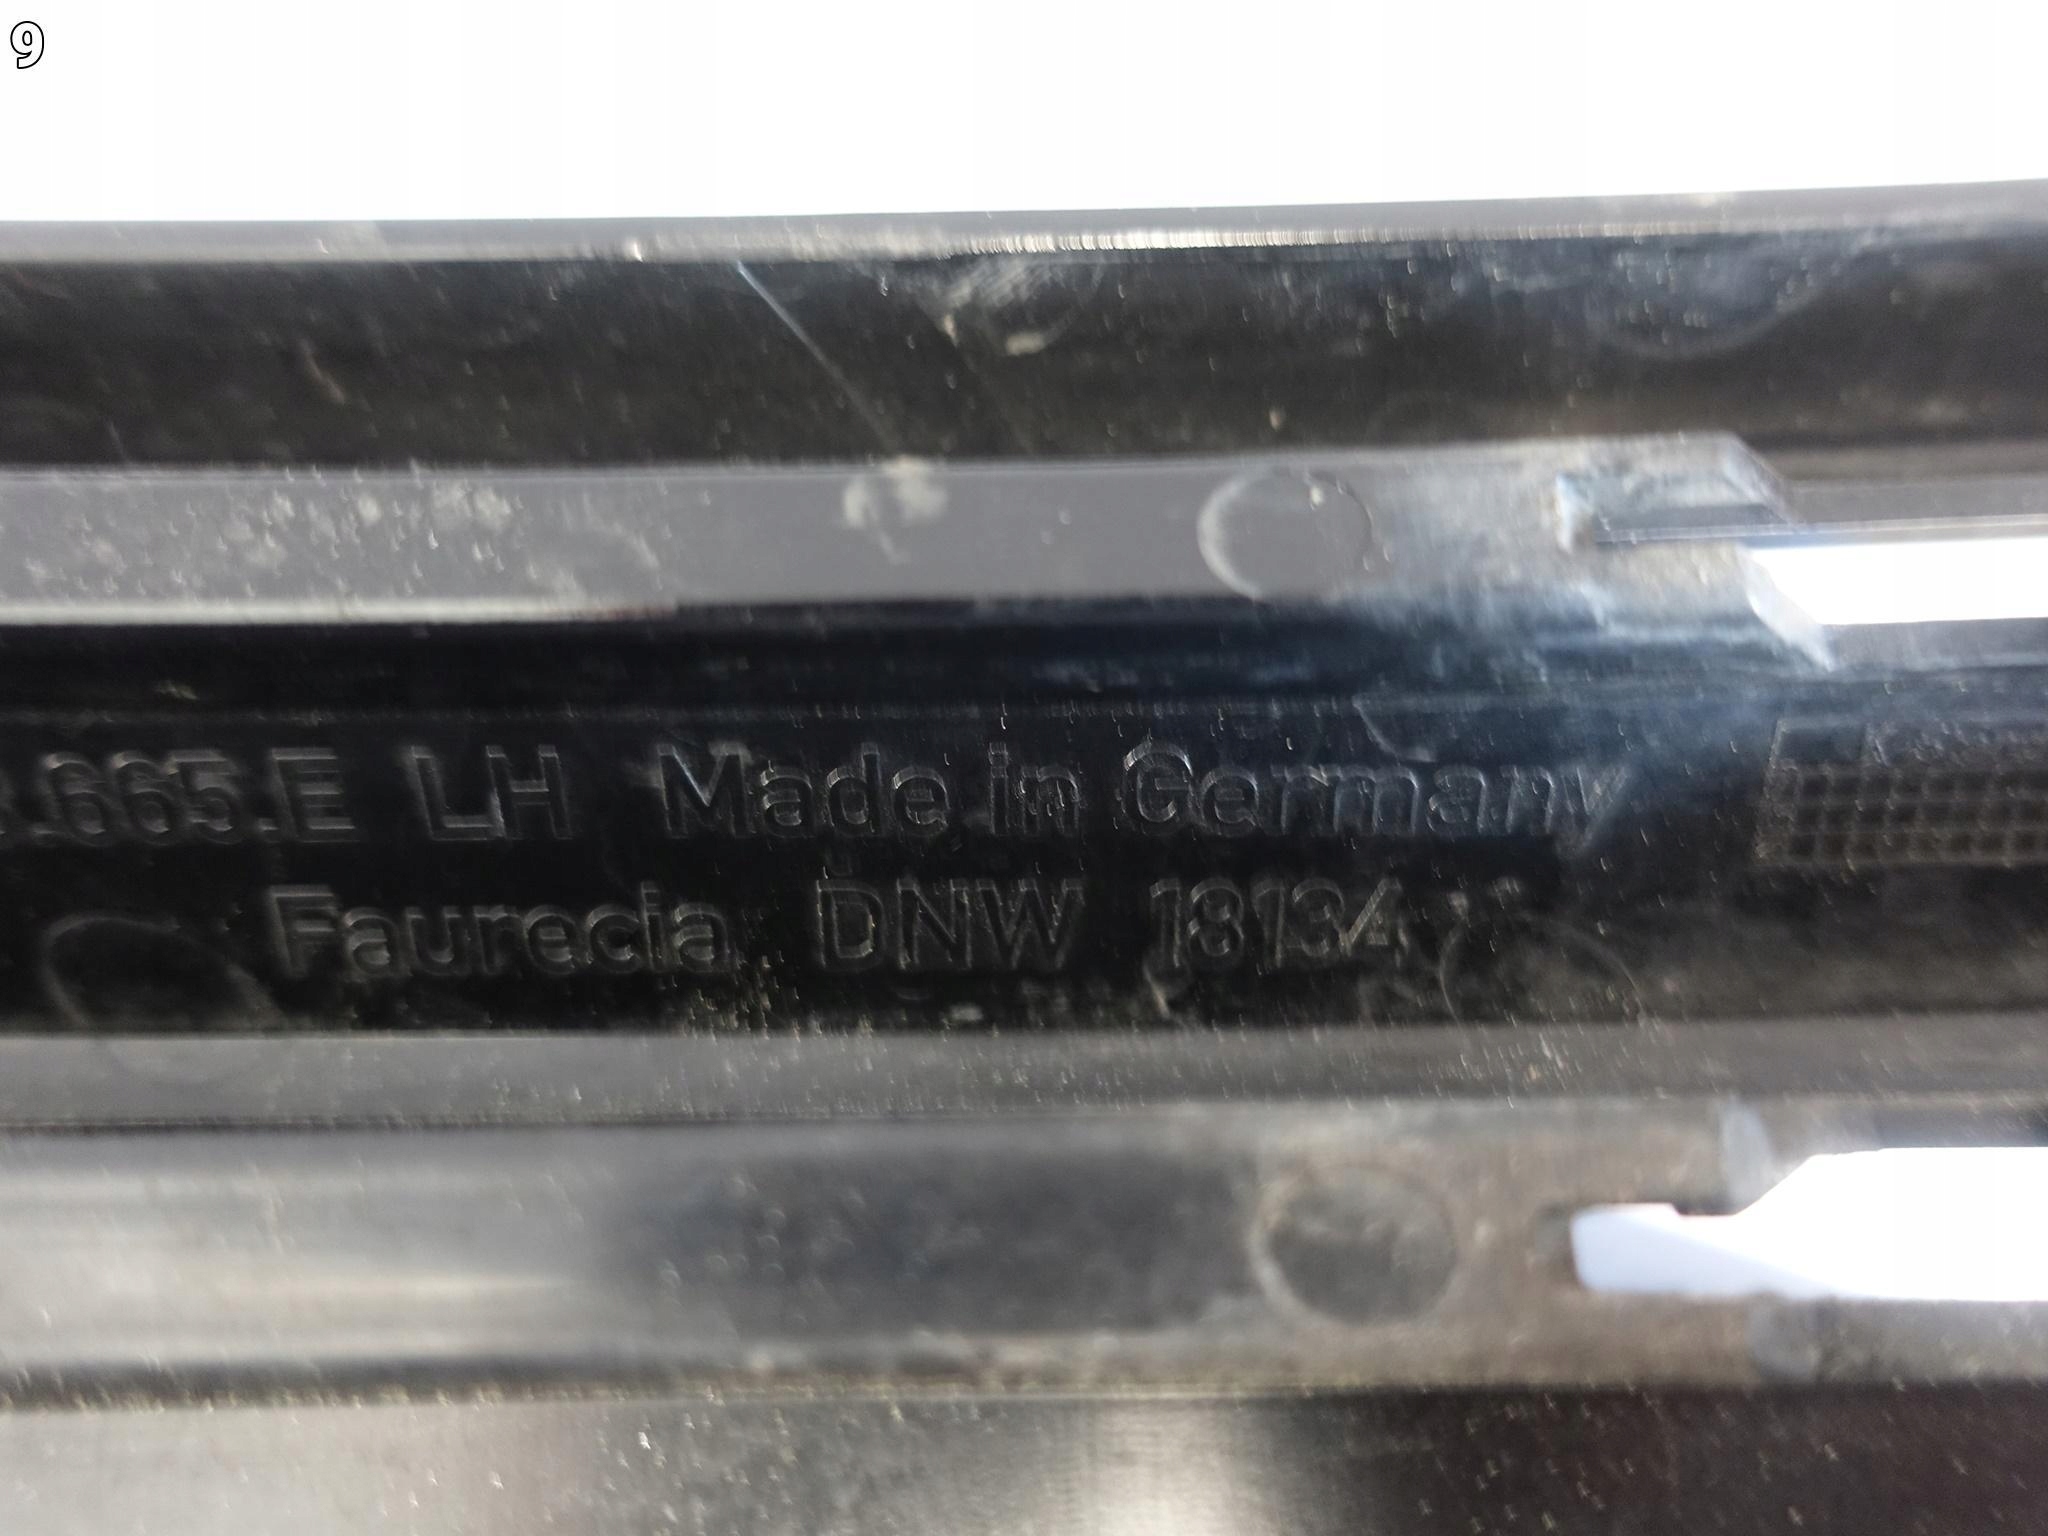 9
.665.E LH Made in Germany
Faurecia DNW 18134